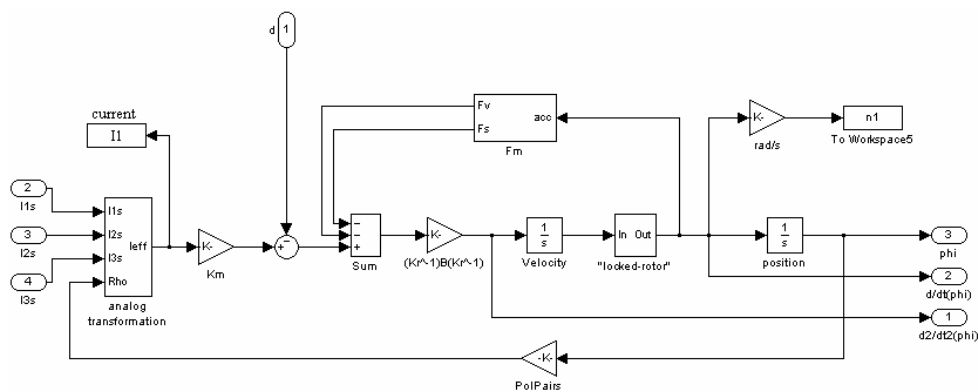 d
1
current
I1
Fv
Fs
acc
Fm
K-
rad/s
n1
To Workspace5
2
I1s
3
I2s
4
I3s
I1s
I2s
I3s
Rho
Ieff
analog
transformation
K-
Km
Sum
K-
(Kr^-1)B(Kr^-1)
1
s
Velocity
In Out
"locked-rotor"
1
s
position
3
phi
2
d/dt(phi)
1
d2/dt2(phi)
-K-
PolPairs